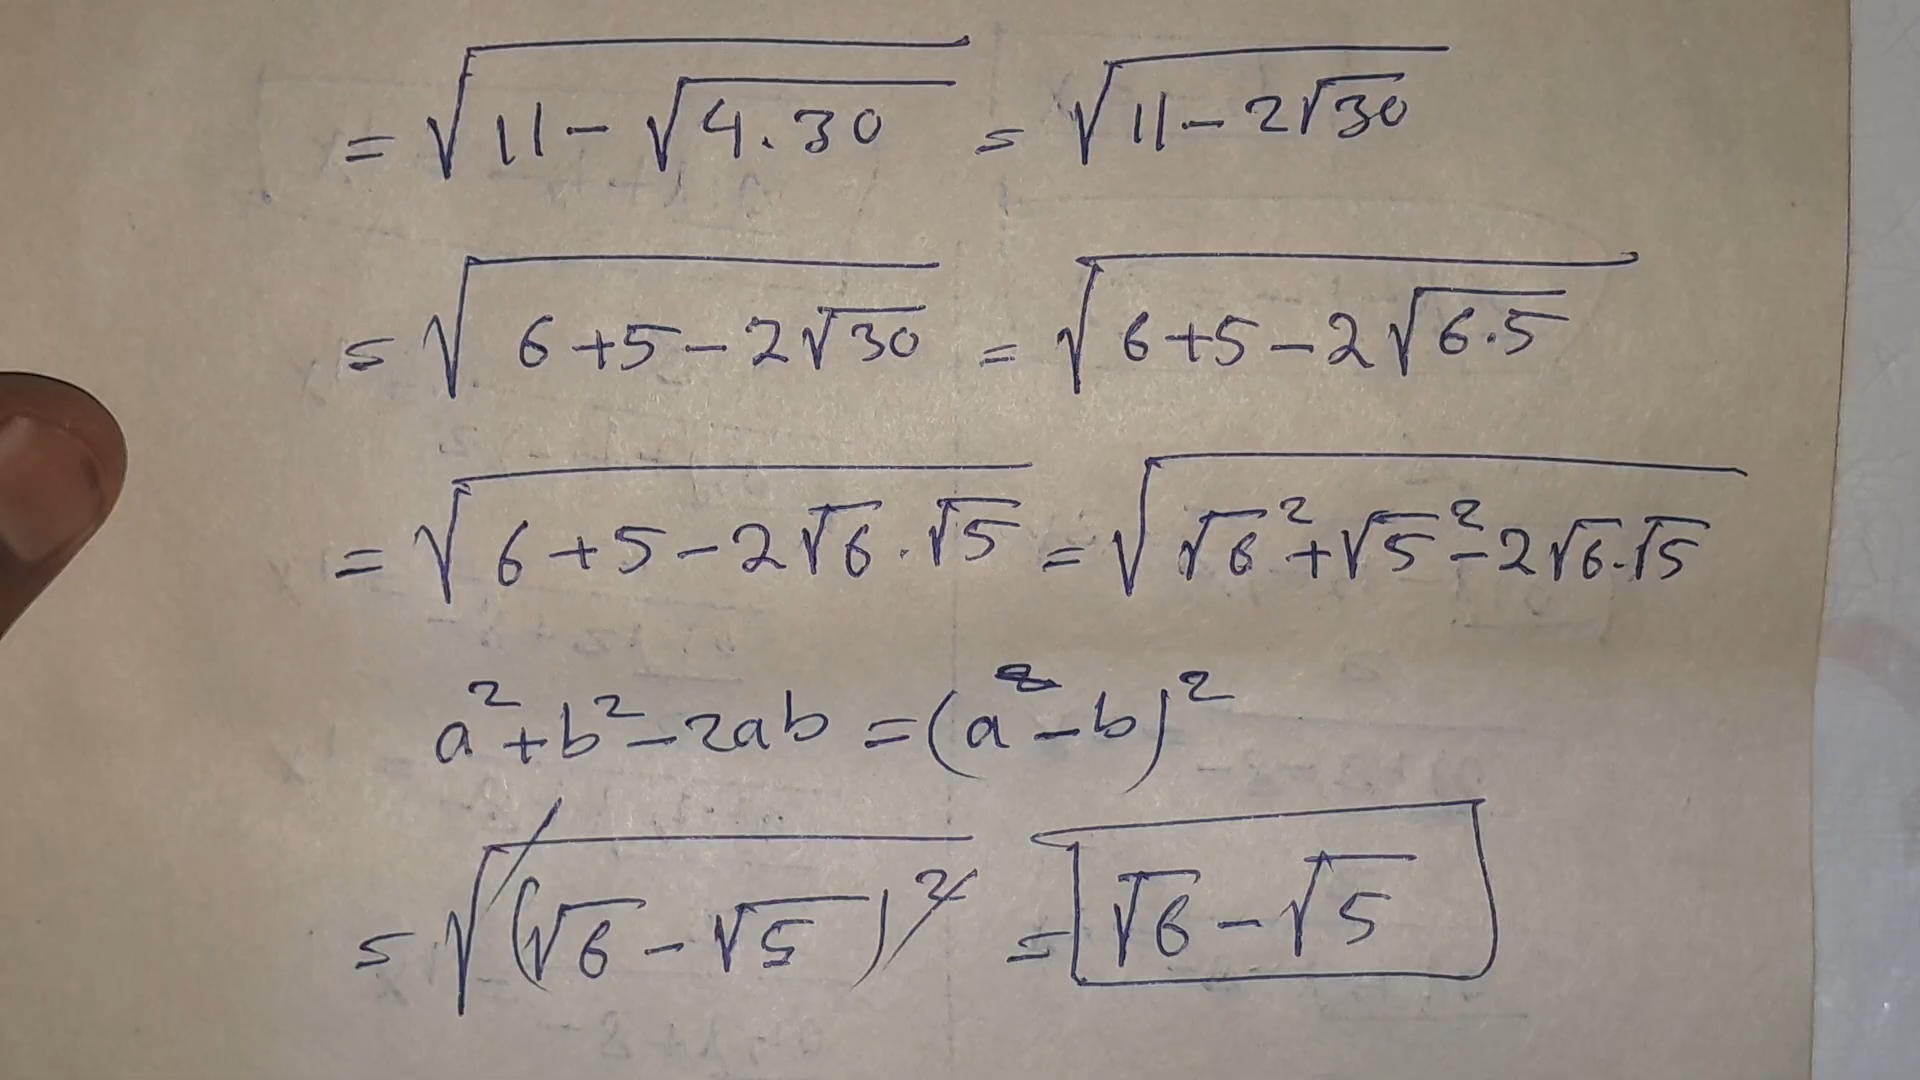 = √(11 - √(4.30)) = √(11 - 2√30)
= √(6+5 - 2√30) = √(6+5 - 2√(6.5))
= √(6+5 - 2√6 . √5) = √(√6² + √5² - 2√6.√5)
a² + b² - 2ab = (a - b)²
= √((√6 - √5)²) = √6 - √5